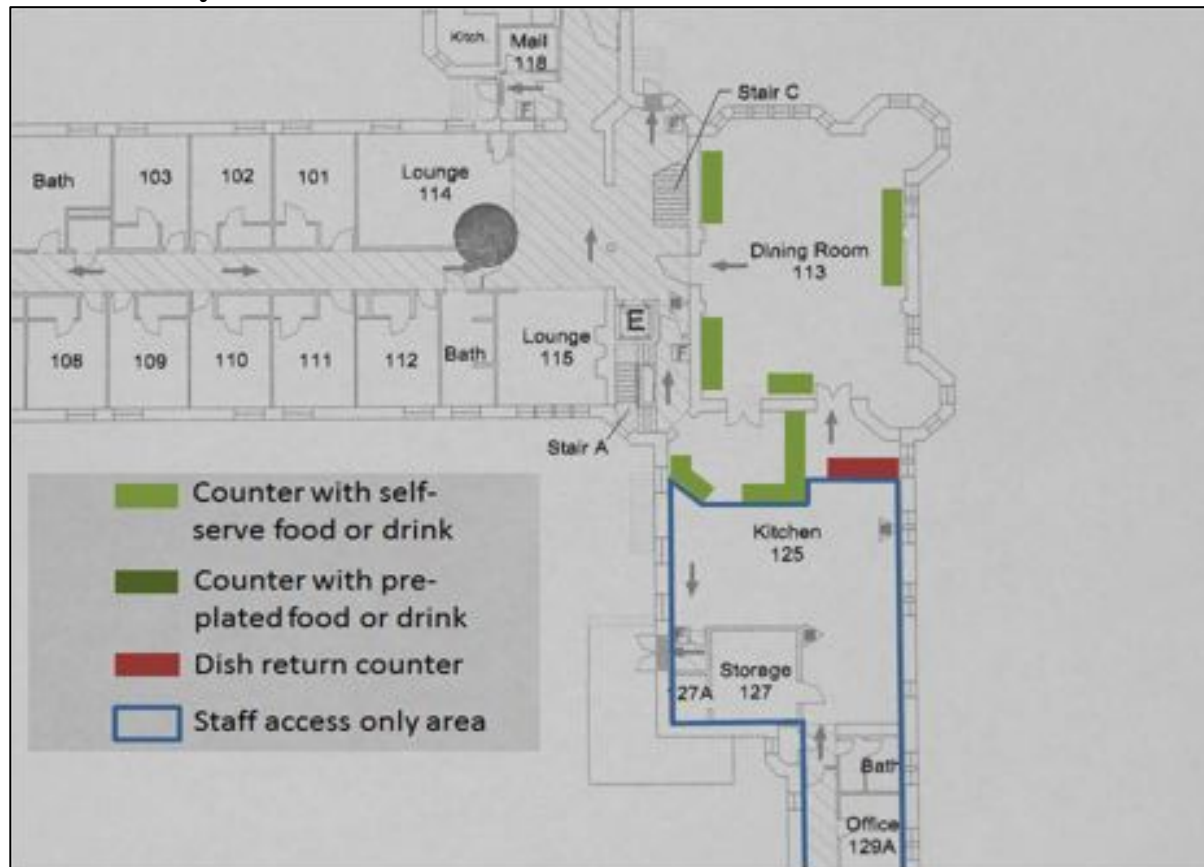 Kitch.
Mail
118
F
Stair C
F
Bath
103
102
101
Lounge
114
Dining Room
113
E
F
108
109
110
111
112
Bath
Lounge
115
Stair A
Counter with self-
serve food or drink
Counter with pre-
plated food or drink
Dish return counter
Staff access only area
Kitchen
125
F
Storage
127
27A
Bath
Office
129A